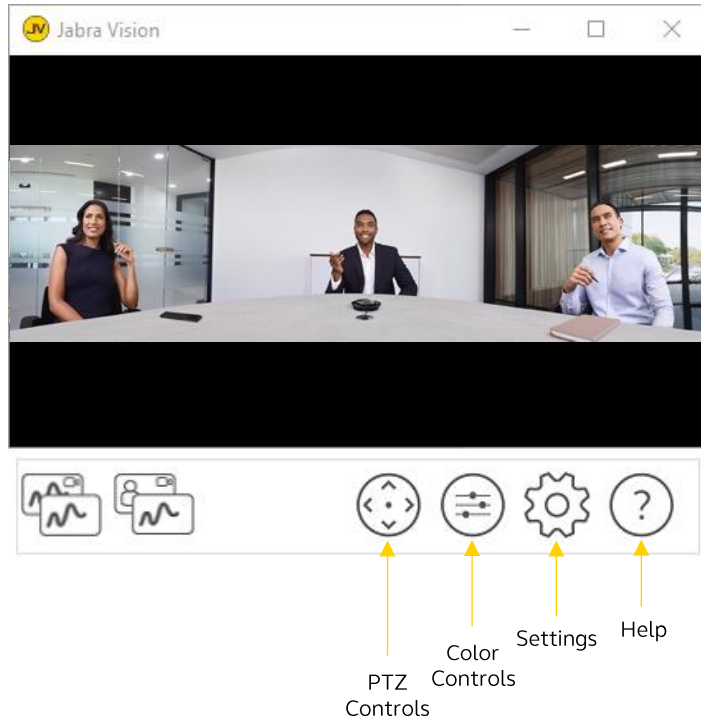 JV Jabra Vision
?
Help
Settings
Color
Controls
PTZ
Controls